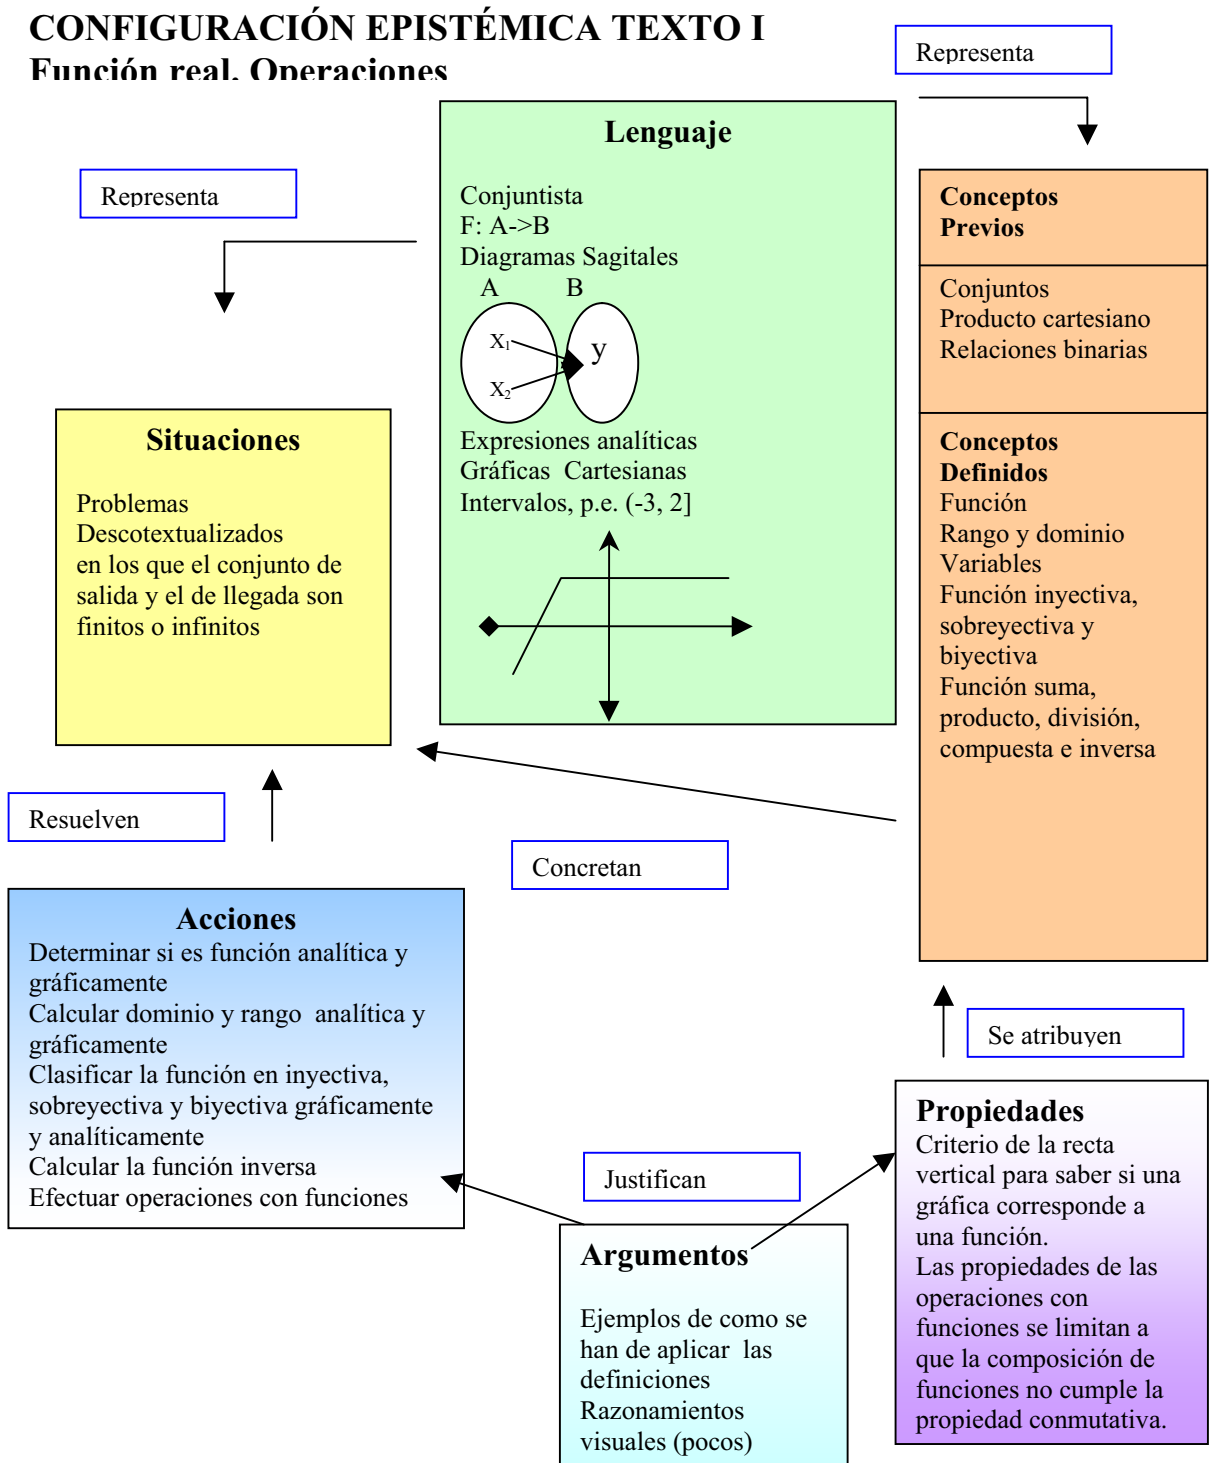 CONFIGURACIÓN EPISTÉMICA TEXTO I
Función real. Operaciones
Representa
Representa
Lenguaje
Conjuntista
F: A->B
Diagramas Sagitales
A B
X1
y
X2
Expresiones analíticas
Gráficas Cartesianas
Intervalos, p.e. (-3, 2]
Conceptos
Previos
Conjuntos
Producto cartesiano
Relaciones binarias
Conceptos
Definidos
Función
Rango y dominio
Variables
Función inyectiva,
sobreyectiva y
biyectiva
Función suma,
producto, división,
compuesta e inversa
Situaciones
Problemas
Descotextualizados
en los que el conjunto de
salida y el de llegada son
finitos o infinitos
Resuelven
Concretan
Acciones
Determinar si es función analítica y
gráficamente
Calcular dominio y rango analítica y
gráficamente
Clasificar la función en inyectiva,
sobreyectiva y biyectiva gráficamente
y analíticamente
Calcular la función inversa
Efectuar operaciones con funciones
Se atribuyen
Justifican
Argumentos
Ejemplos de como se
han de aplicar las
definiciones
Razonamientos
visuales (pocos)
Propiedades
Criterio de la recta
vertical para saber si una
gráfica corresponde a
una función.
Las propiedades de las
operaciones con
funciones se limitan a
que la composición de
funciones no cumple la
propiedad conmutativa.